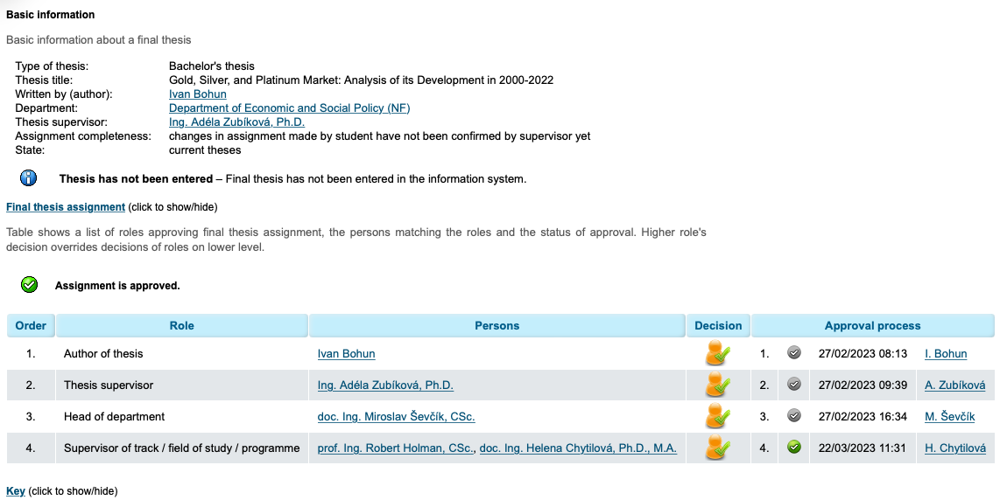 Basic information
Basic information about a final thesis
Type of thesis: Bachelor's thesis
Thesis title: Gold, Silver, and Platinum Market: Analysis of its Development in 2000-2022
Written by (author): Ivan Bohun
Department: Department of Economic and Social Policy (NF)
Thesis supervisor: Ing. Adéla Zubíková, Ph.D.
Assignment completeness: changes in assignment made by student have not been confirmed by supervisor yet
State: current theses
Thesis has not been entered – Final thesis has not been entered in the information system.
Final thesis assignment (click to show/hide)
Table shows a list of roles approving final thesis assignment, the persons matching the roles and the status of approval. Higher role's
decision overrides decisions of roles on lower level.
Assignment is approved.
Order Role Persons Decision Approval process
1. Author of thesis Ivan Bohun 1. 27/02/2023 08:13 I. Bohun
2. Thesis supervisor Ing. Adéla Zubíková, Ph.D. 2. 27/02/2023 09:39 A. Zubíková
3. Head of department doc. Ing. Miroslav Ševčík, CSc. 3. 27/02/2023 16:34 M. Ševčík
4. Supervisor of track / field of study / programme prof. Ing. Robert Holman, CSc., doc. Ing. Helena Chytilová, Ph.D., M.A. 4. 22/03/2023 11:31 H. Chytilová
Key (click to show/hide)